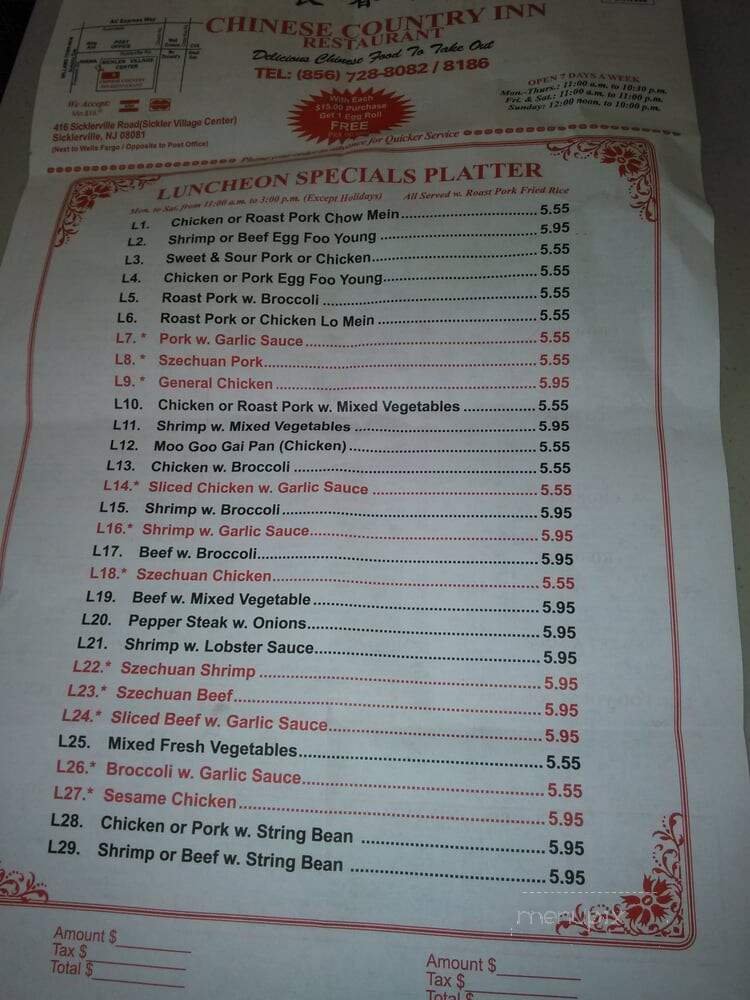 CHINESE COUNTRY INN
RESTAURANT
Delicious Chinese Food To Take Out
TEL: (856) 728-8082 / 8186
We Accept:
416 Sicklerville Road(Sickler Village Center)
Sicklerville, NJ 08081
(Next to Wells Fargo / Opposite to Post Office)
With Each
$15.00 Purchase
Get 1 Egg Roll
FREE
OPEN 7 DAYS A WEEK
Mon.-Thurs.: 11:00 a.m. to 10:30 p.m.
Fri. & Sat.: 11:00 a.m. to 11:00 p.m.
Sunday: 12:00 noon. to 10:00 p.m.
for Quicker Service
LUNCHEON SPECIALS PLATTER
Mon. to Sat. from 11:00 a.m. to 3:00 p.m. (Except Holidays) All Served w. Roast Pork Fried Rice
L1. Chicken or Roast Pork Chow Mein 5.55
L2. Shrimp or Beef Egg Foo Young 5.95
L3. Sweet & Sour Pork or Chicken 5.55
L4. Chicken or Pork Egg Foo Young 5.55
L5. Roast Pork w. Broccoli 5.55
L6. Roast Pork or Chicken Lo Mein 5.55
L7. * Pork w. Garlic Sauce 5.55
L8. * Szechuan Pork 5.55
L9. * General Chicken 5.95
L10. Chicken or Roast Pork w. Mixed Vegetables 5.55
L11. Shrimp w. Mixed Vegetables 5.95
L12. Moo Goo Gai Pan (Chicken) 5.55
L13. Chicken w. Broccoli 5.55
L14.* Sliced Chicken w. Garlic Sauce 5.55
L15. Shrimp w. Broccoli 5.95
L16.* Shrimp w. Garlic Sauce 5.95
L17. Beef w. Broccoli 5.95
L18.* Szechuan Chicken 5.55
L19. Beef w. Mixed Vegetable 5.95
L20. Pepper Steak w. Onions 5.95
L21. Shrimp w. Lobster Sauce 5.95
L22.* Szechuan Shrimp 5.95
L23.* Szechuan Beef 5.95
L24.* Sliced Beef w. Garlic Sauce 5.95
L25. Mixed Fresh Vegetables 5.55
L26.* Broccoli w. Garlic Sauce 5.55
L27.* Sesame Chicken 5.95
L28. Chicken or Pork w. String Bean 5.95
L29. Shrimp or Beef w. String Bean 5.95
menupix
Amount $
Tax $
Total $
Amount $
Tax $
Total $